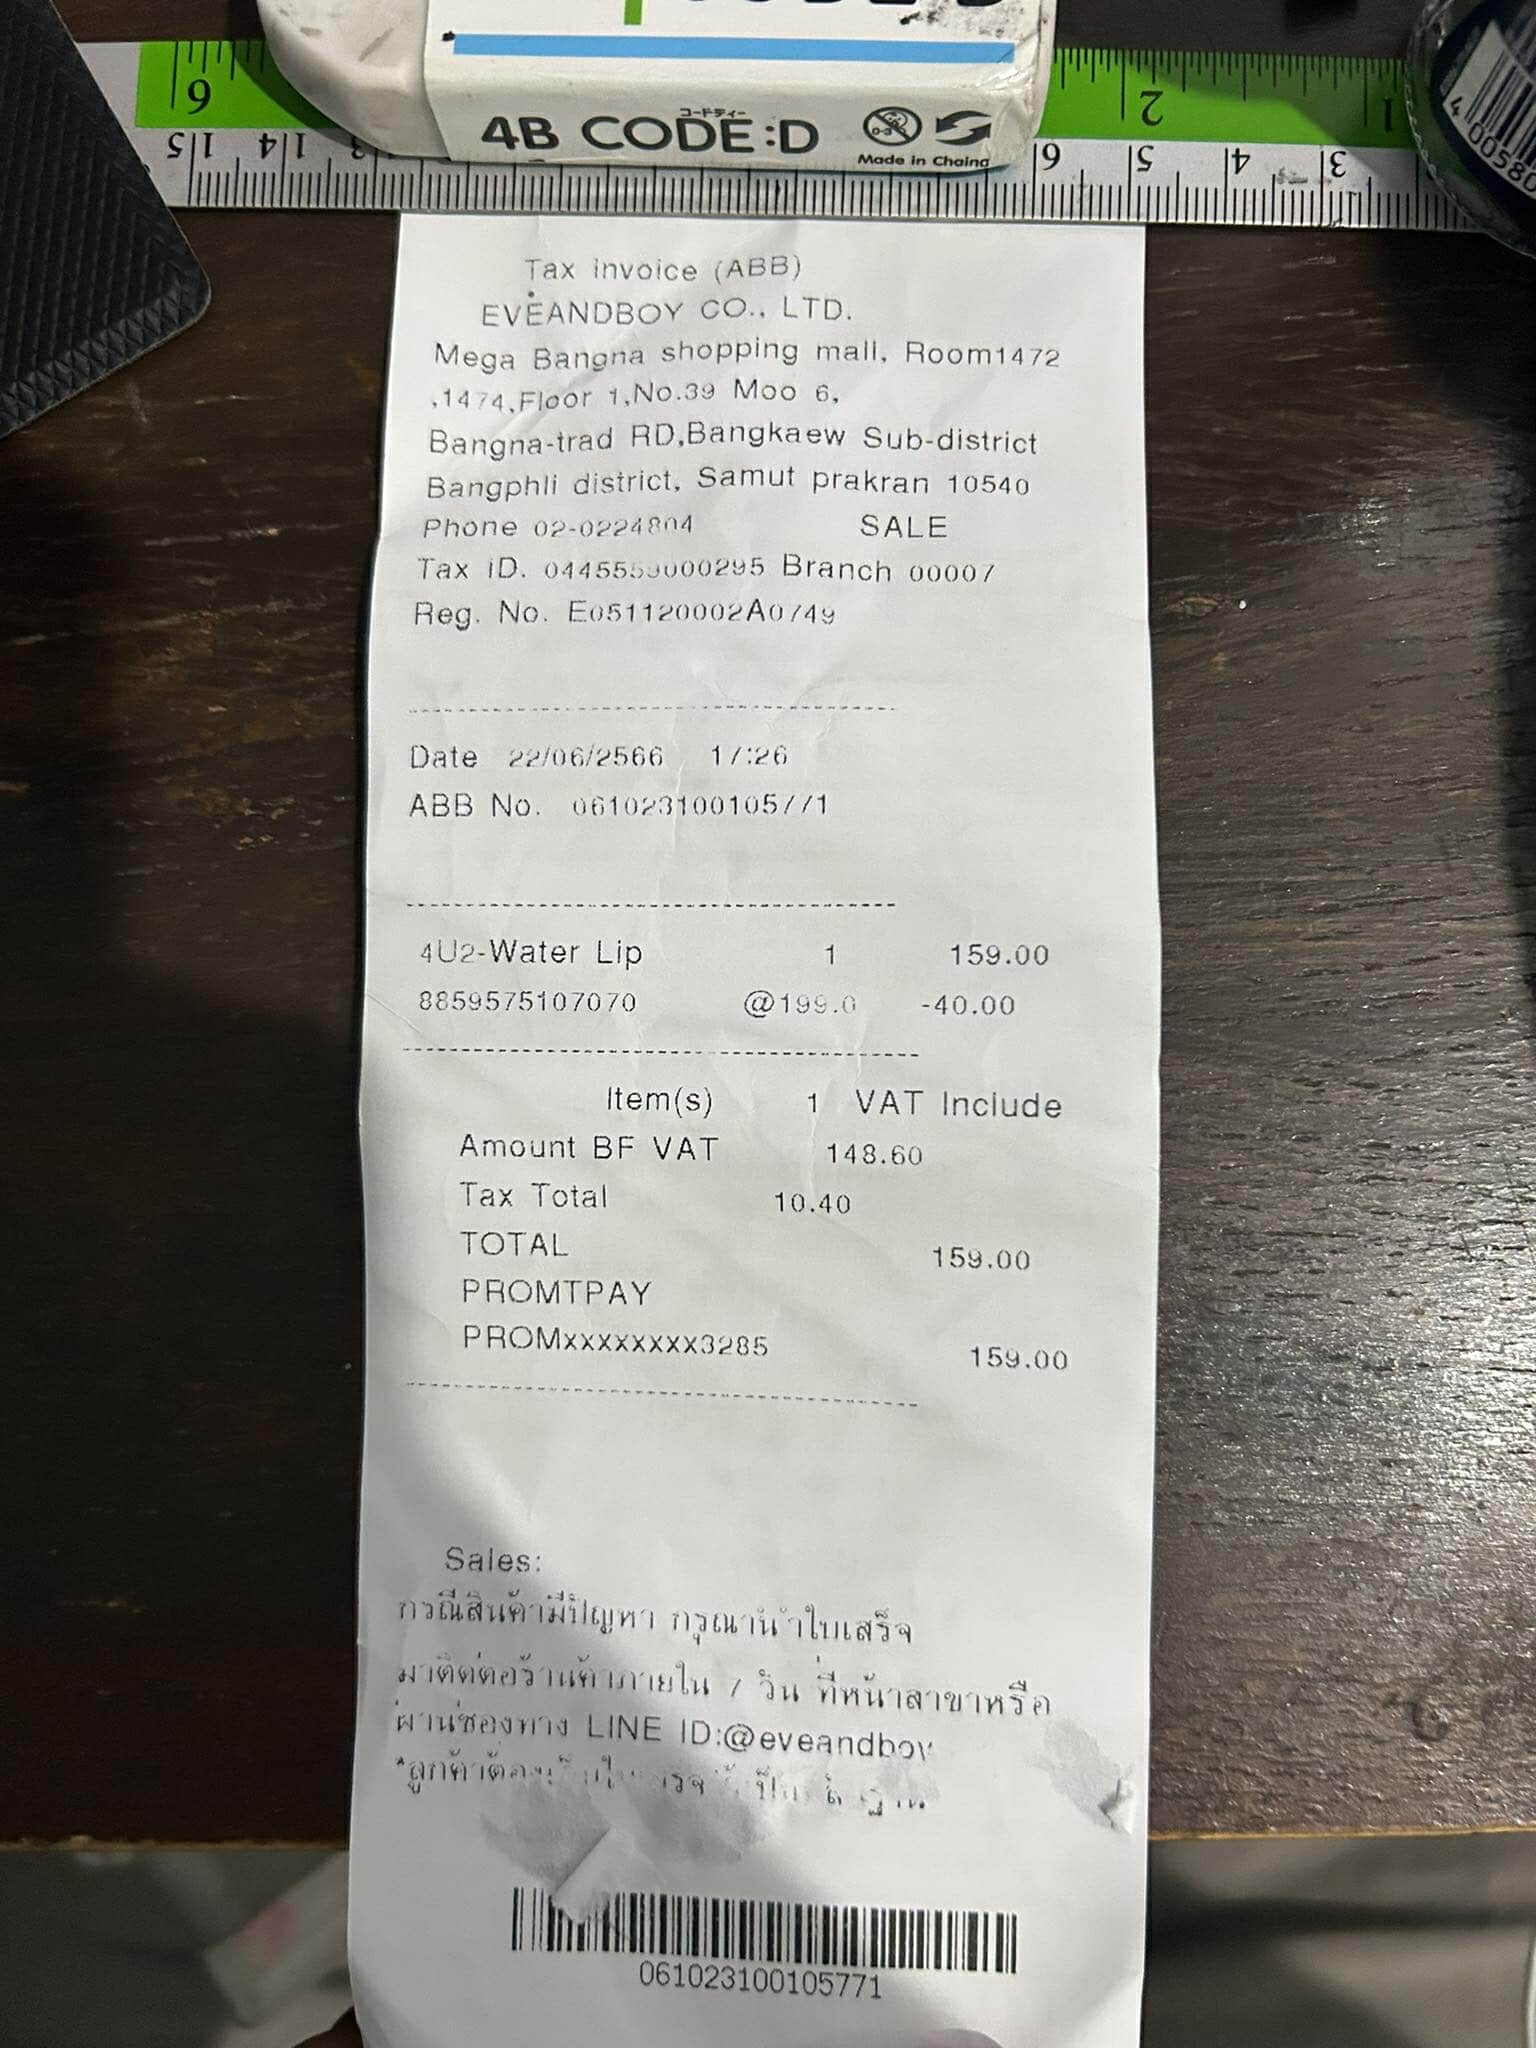 6
2
1
15
14
13
6
5
4
3
コードティー
4B CODE:D
0-3
Made in Chaina
Tax invoice (ABB)
EVEANDBOY CO., LTD.
Mega Bangna shopping mall, Room1472
,1474,Floor 1,No.39 Moo 6,
Bangna-trad RD,Bangkaew Sub-district
Bangphli district, Samut prakran 10540
Phone 02-0224804 SALE
Tax ID. 0445559000295 Branch 00007
Reg. No. E051120002A0749
Date 22/06/2566 17:26
ABB No. 061023100105771
4U2-Water Lip 1 159.00
8859575107070 @199.0 -40.00
Item(s) 1 VAT Include
Amount BF VAT 148.60
Tax Total 10.40
TOTAL 159.00
PROMTPAY
PROMxxxxxxxx3285 159.00
Sales:
กรณีสินค้ามีปัญหา กรุณานำใบเสร็จ
มาติดต่อร้านค้าภายใน 7 วัน ที่หน้าสาขาหรือ
ผ่านช่องทาง LINE ID:@eveandboy
*ลูกค้าต้อง
061023100105771